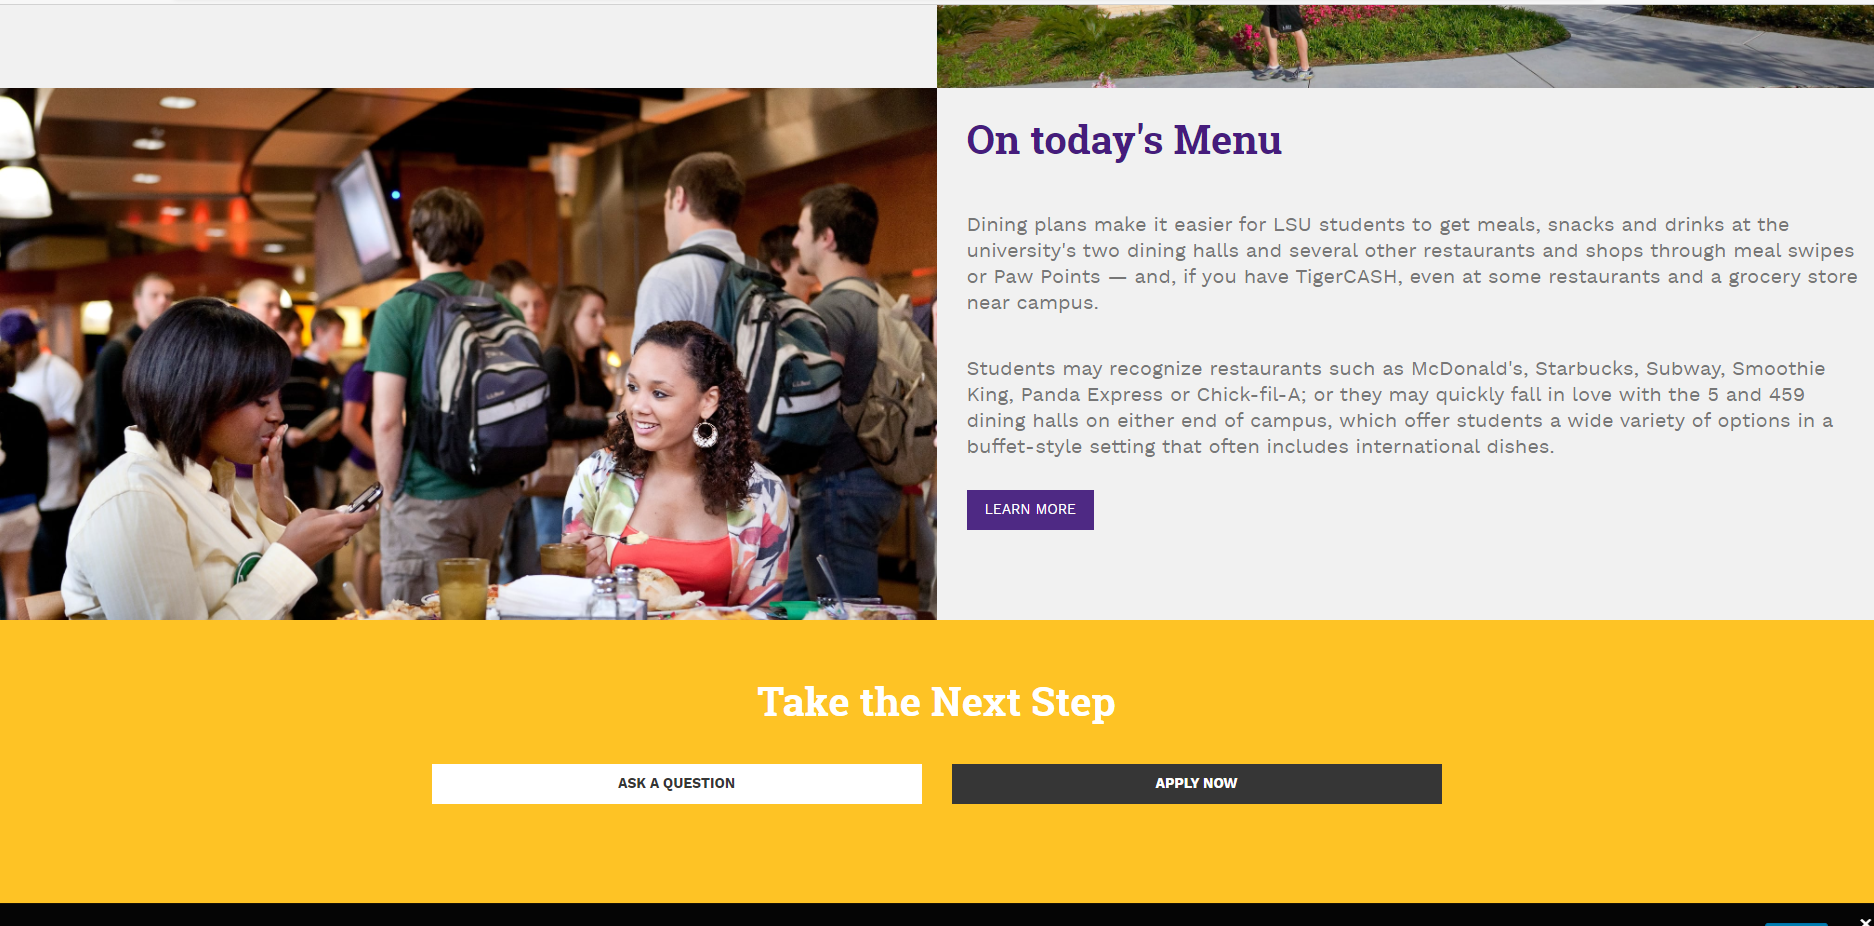 On today's Menu
Dining plans make it easier for LSU students to get meals, snacks and drinks at the
university's two dining halls and several other restaurants and shops through meal swipes
or Paw Points — and, if you have TigerCASH, even at some restaurants and a grocery store
near campus.
Students may recognize restaurants such as McDonald's, Starbucks, Subway, Smoothie
King, Panda Express or Chick-fil-A; or they may quickly fall in love with the 5 and 459
dining halls on either end of campus, which offer students a wide variety of options in a
buffet-style setting that often includes international dishes.
LEARN MORE
Take the Next Step
ASK A QUESTION
APPLY NOW